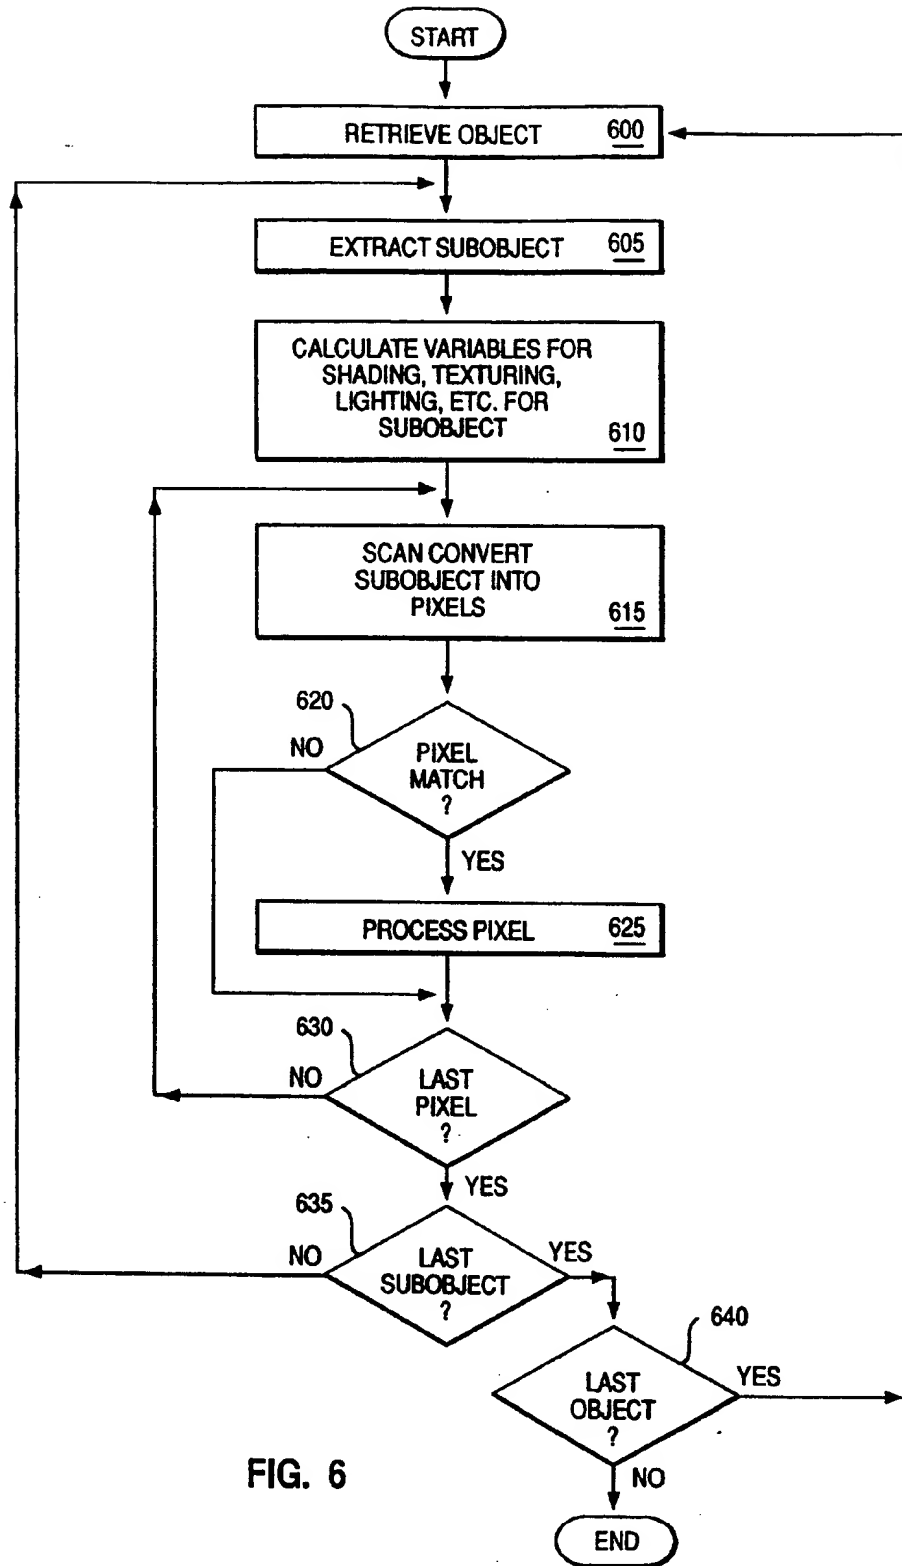 START
RETRIEVE OBJECT 600
EXTRACT SUBOBJECT 605
CALCULATE VARIABLES FOR
SHADING, TEXTURING,
LIGHTING, ETC. FOR
SUBOBJECT 610
SCAN CONVERT
SUBOBJECT INTO
PIXELS 615
620
NO
PIXEL
MATCH
?
YES
PROCESS PIXEL 625
630
NO
LAST
PIXEL
?
YES
635
NO
LAST
SUBOBJECT
?
YES
640
LAST
OBJECT
?
YES
NO
FIG. 6
END